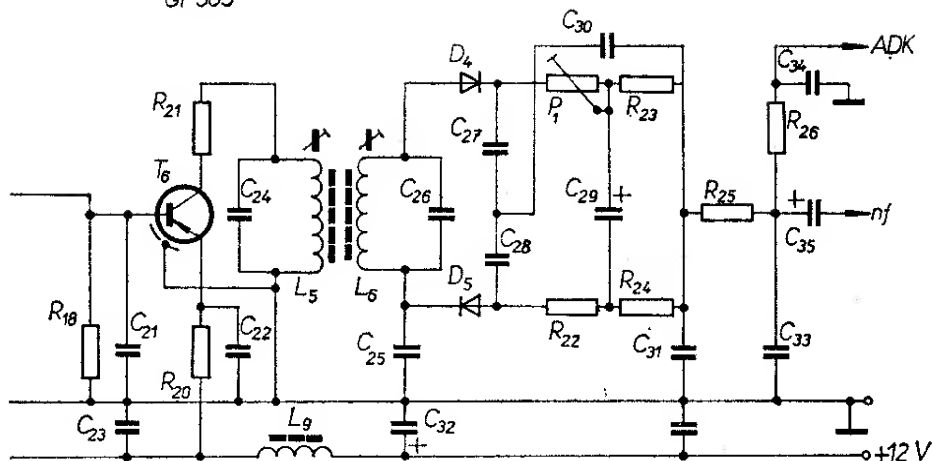 C30
ADK
D4
C34
R21
P1
R23
R26
C27
T6
C24
C26
C29
+
R25
+
nf
C28
C35
D5
R24
L5
L6
R18
C21
C22
R22
C31
C33
C25
R20
L9
C23
C32
+
+12 V